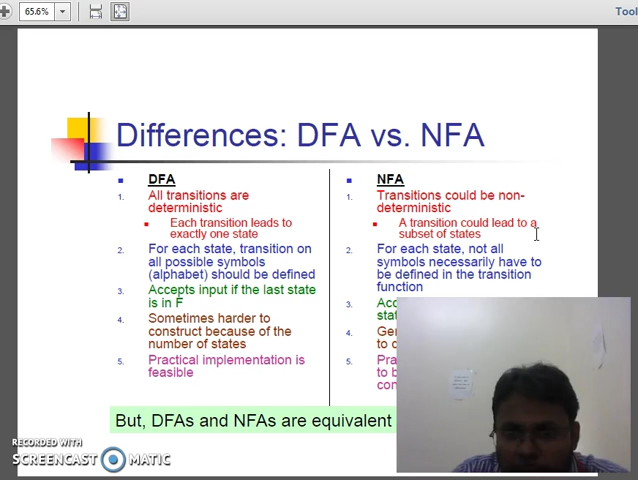 65.6%
Tool
Differences: DFA vs. NFA
DFA
1. All transitions are
deterministic
Each transition leads to
exactly one state
2. For each state, transition on
all possible symbols
(alphabet) should be defined
3. Accepts input if the last state
is in F
4. Sometimes harder to
construct because of the
number of states
5. Practical implementation is
feasible
NFA
1. Transitions could be non-
deterministic
A transition could lead to a
subset of states
2. For each state, not all
symbols necessarily have to
be defined in the transition
function
3.
4.
5.
But, DFAs and NFAs are equivalent
RECORDED WITH
SCREENCAST MATIC